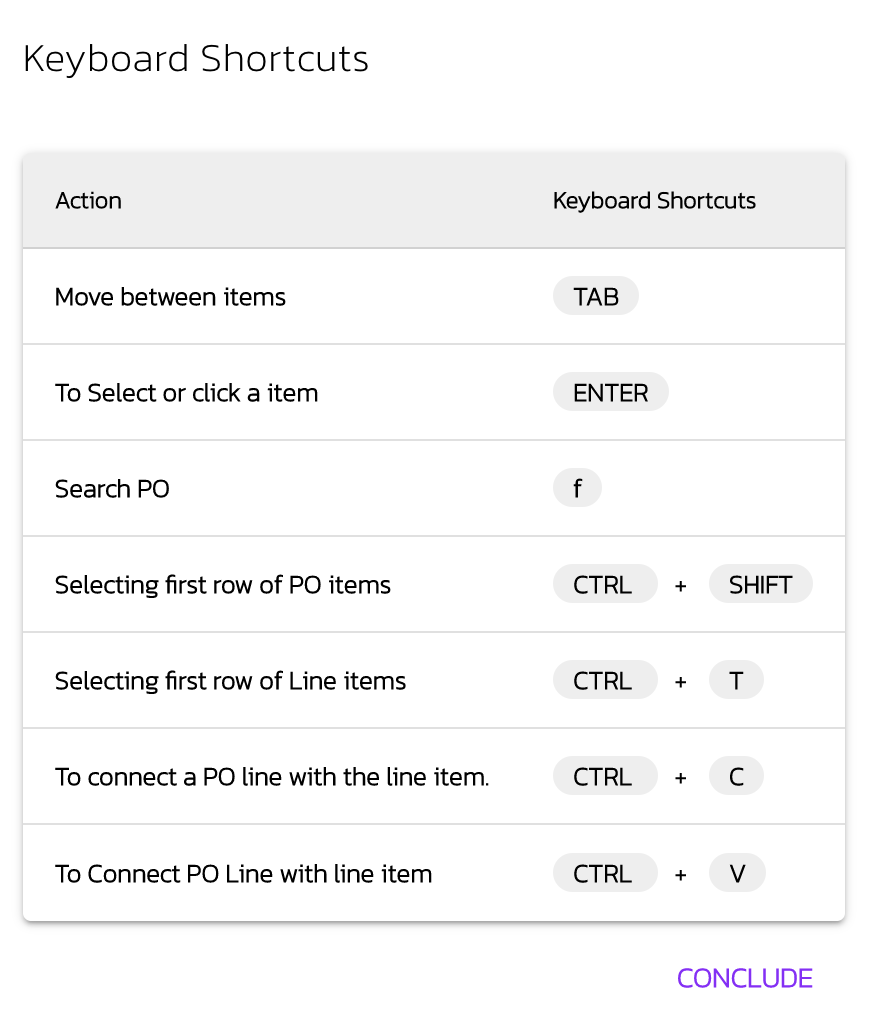 Keyboard Shortcuts
Action Keyboard Shortcuts
Move between items TAB
To Select or click a item ENTER
Search PO f
Selecting first row of PO items CTRL + SHIFT
Selecting first row of Line items CTRL + T
To connect a PO line with the line item. CTRL + C
To Connect PO Line with line item CTRL + V
CONCLUDE